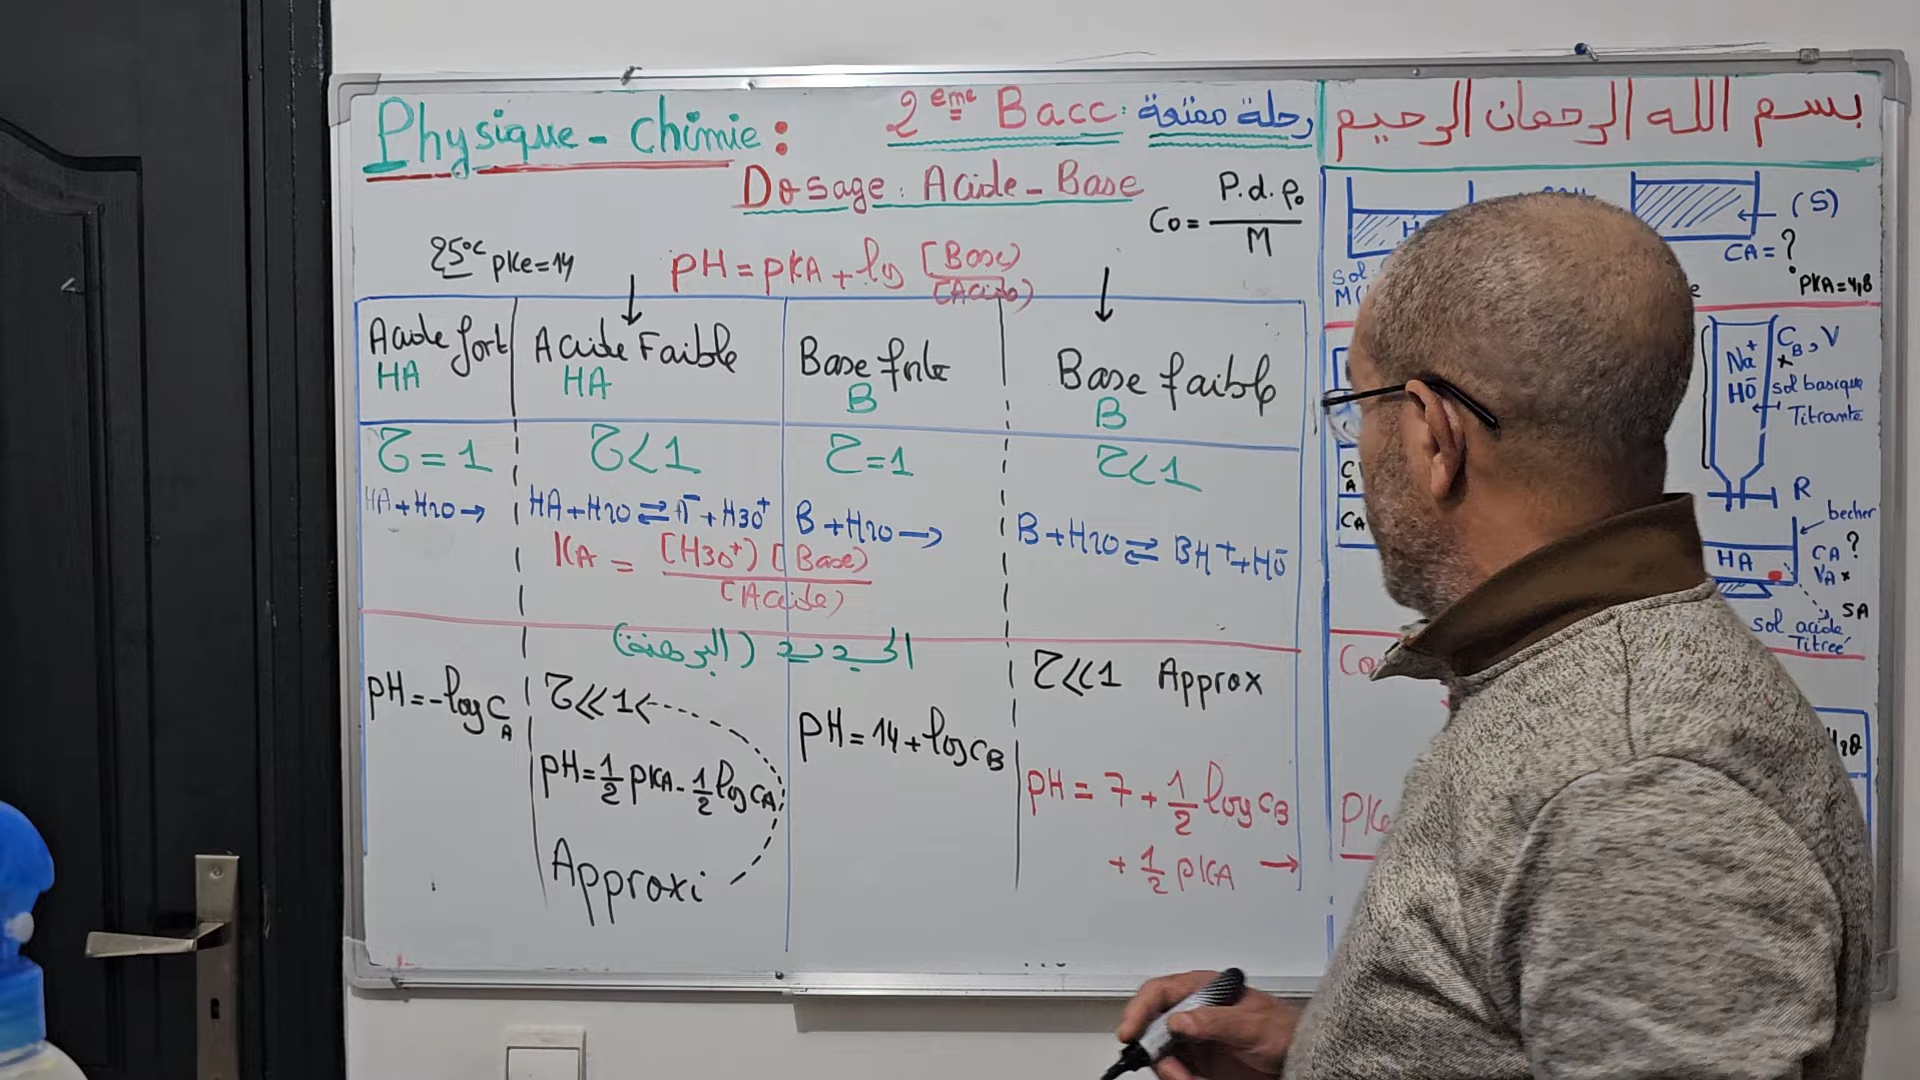 Physique - Chimie :
2 eme Bacc : رحلة ممتعة
بسم الله الرحمان الرحيم
Dosage : Acide - Base
Co = P.d.ρ₀ / M
25°C pKe = 14
pH = pKA + log [Base] / [Acide]
Acide fort
HA
Acide Faible
HA
Base forte
B
Base faible
B
τ = 1
τ < 1
τ = 1
τ < 1
HA + H2O →
HA + H2O ⇌ A⁻ + H3O⁺
B + H2O →
B + H2O ⇌ BH⁺ + HO⁻
KA = [H3O⁺] [Base] / [Acide]
الجديد (البرهنة)
pH = - log CA
τ ≪ 1
pH = 1/2 pKA - 1/2 log CA
Approxi
pH = 14 + log CB
τ ≪ 1 Approx
pH = 7 + 1/2 log CB
+ 1/2 pKA →
(S)
CA = ?
PKA = 4,8
Na⁺
HO⁻
CB, V
sol basique
Titrante
R
becher
HA
CA ?
VA
SA
sol acide
Titrée
CA
PKe